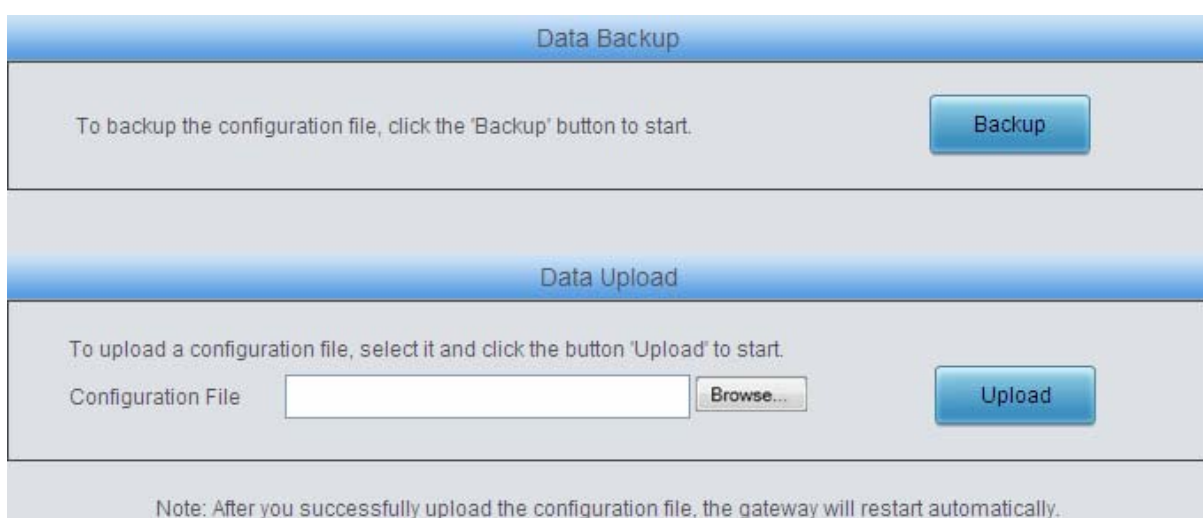 Data Backup
To backup the configuration file, click the 'Backup' button to start.
Backup
Data Upload
To upload a configuration file, select it and click the button 'Upload' to start.
Configuration File
Browse...
Upload
Note: After you successfully upload the configuration file, the gateway will restart automatically.